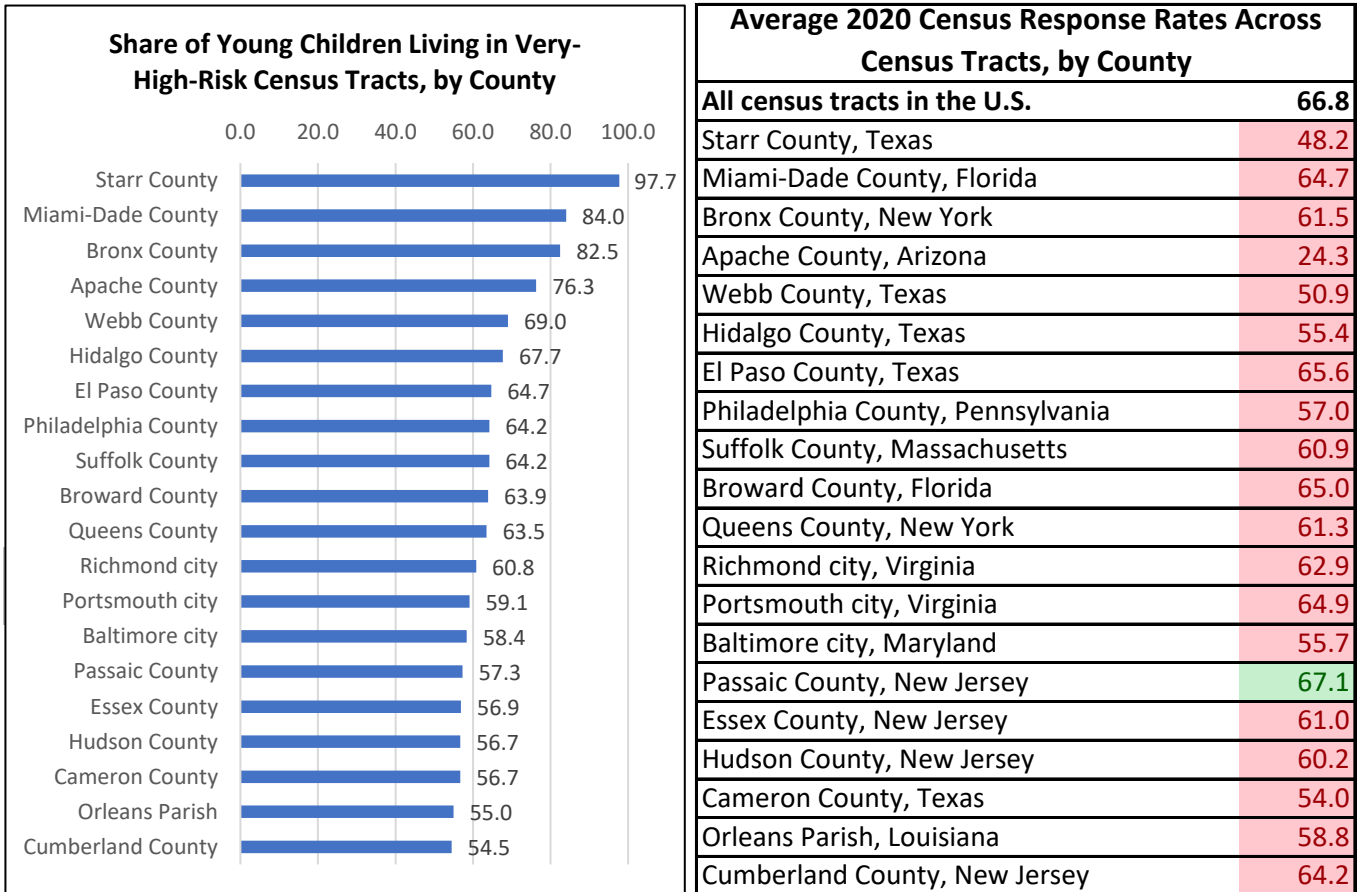 Share of Young Children Living in Very-
High-Risk Census Tracts, by County
0.0 20.0 40.0 60.0 80.0 100.0
Starr County 97.7
Miami-Dade County 84.0
Bronx County 82.5
Apache County 76.3
Webb County 69.0
Hidalgo County 67.7
El Paso County 64.7
Philadelphia County 64.2
Suffolk County 64.2
Broward County 63.9
Queens County 63.5
Richmond city 60.8
Portsmouth city 59.1
Baltimore city 58.4
Passaic County 57.3
Essex County 56.9
Hudson County 56.7
Cameron County 56.7
Orleans Parish 55.0
Cumberland County 54.5
Average 2020 Census Response Rates Across
Census Tracts, by County
All census tracts in the U.S. 66.8
Starr County, Texas 48.2
Miami-Dade County, Florida 64.7
Bronx County, New York 61.5
Apache County, Arizona 24.3
Webb County, Texas 50.9
Hidalgo County, Texas 55.4
El Paso County, Texas 65.6
Philadelphia County, Pennsylvania 57.0
Suffolk County, Massachusetts 60.9
Broward County, Florida 65.0
Queens County, New York 61.3
Richmond city, Virginia 62.9
Portsmouth city, Virginia 64.9
Baltimore city, Maryland 55.7
Passaic County, New Jersey 67.1
Essex County, New Jersey 61.0
Hudson County, New Jersey 60.2
Cameron County, Texas 54.0
Orleans Parish, Louisiana 58.8
Cumberland County, New Jersey 64.2